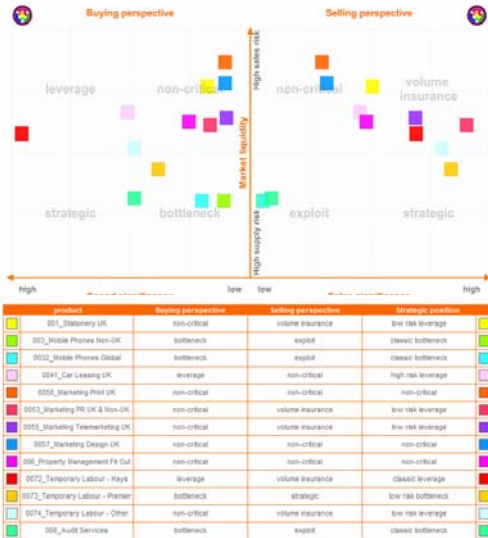 Buying perspective
Selling perspective
High sales risk
leverage
non-critical
non-critical
volume
insurance
Market liquidity
strategic
bottleneck
exploit
strategic
High supply risk
high
low
low
high
product Buying perspective Selling perspective Strategic position
001_Stationery UK non-critical volume insurance low risk leverage
003_Mobile Phones Non-UK bottleneck exploit classic bottleneck
0032_Mobile Phones Global bottleneck exploit classic bottleneck
0041_Car Leasing UK leverage non-critical high risk leverage
0050_Marketing Print UK non-critical non-critical non-critical
0053_Marketing PR UK & Non-UK non-critical volume insurance low risk leverage
0055_Marketing Telemarketing UK non-critical volume insurance low risk leverage
0057_Marketing Design UK non-critical non-critical non-critical
006_Property Management Fit Out non-critical non-critical non-critical
0072_Temporary Labour - Hays leverage volume insurance classic leverage
0073_Temporary Labour - Premier bottleneck strategic low risk bottleneck
0074_Temporary Labour - Other non-critical volume insurance low risk leverage
008_Audit Services bottleneck exploit classic bottleneck